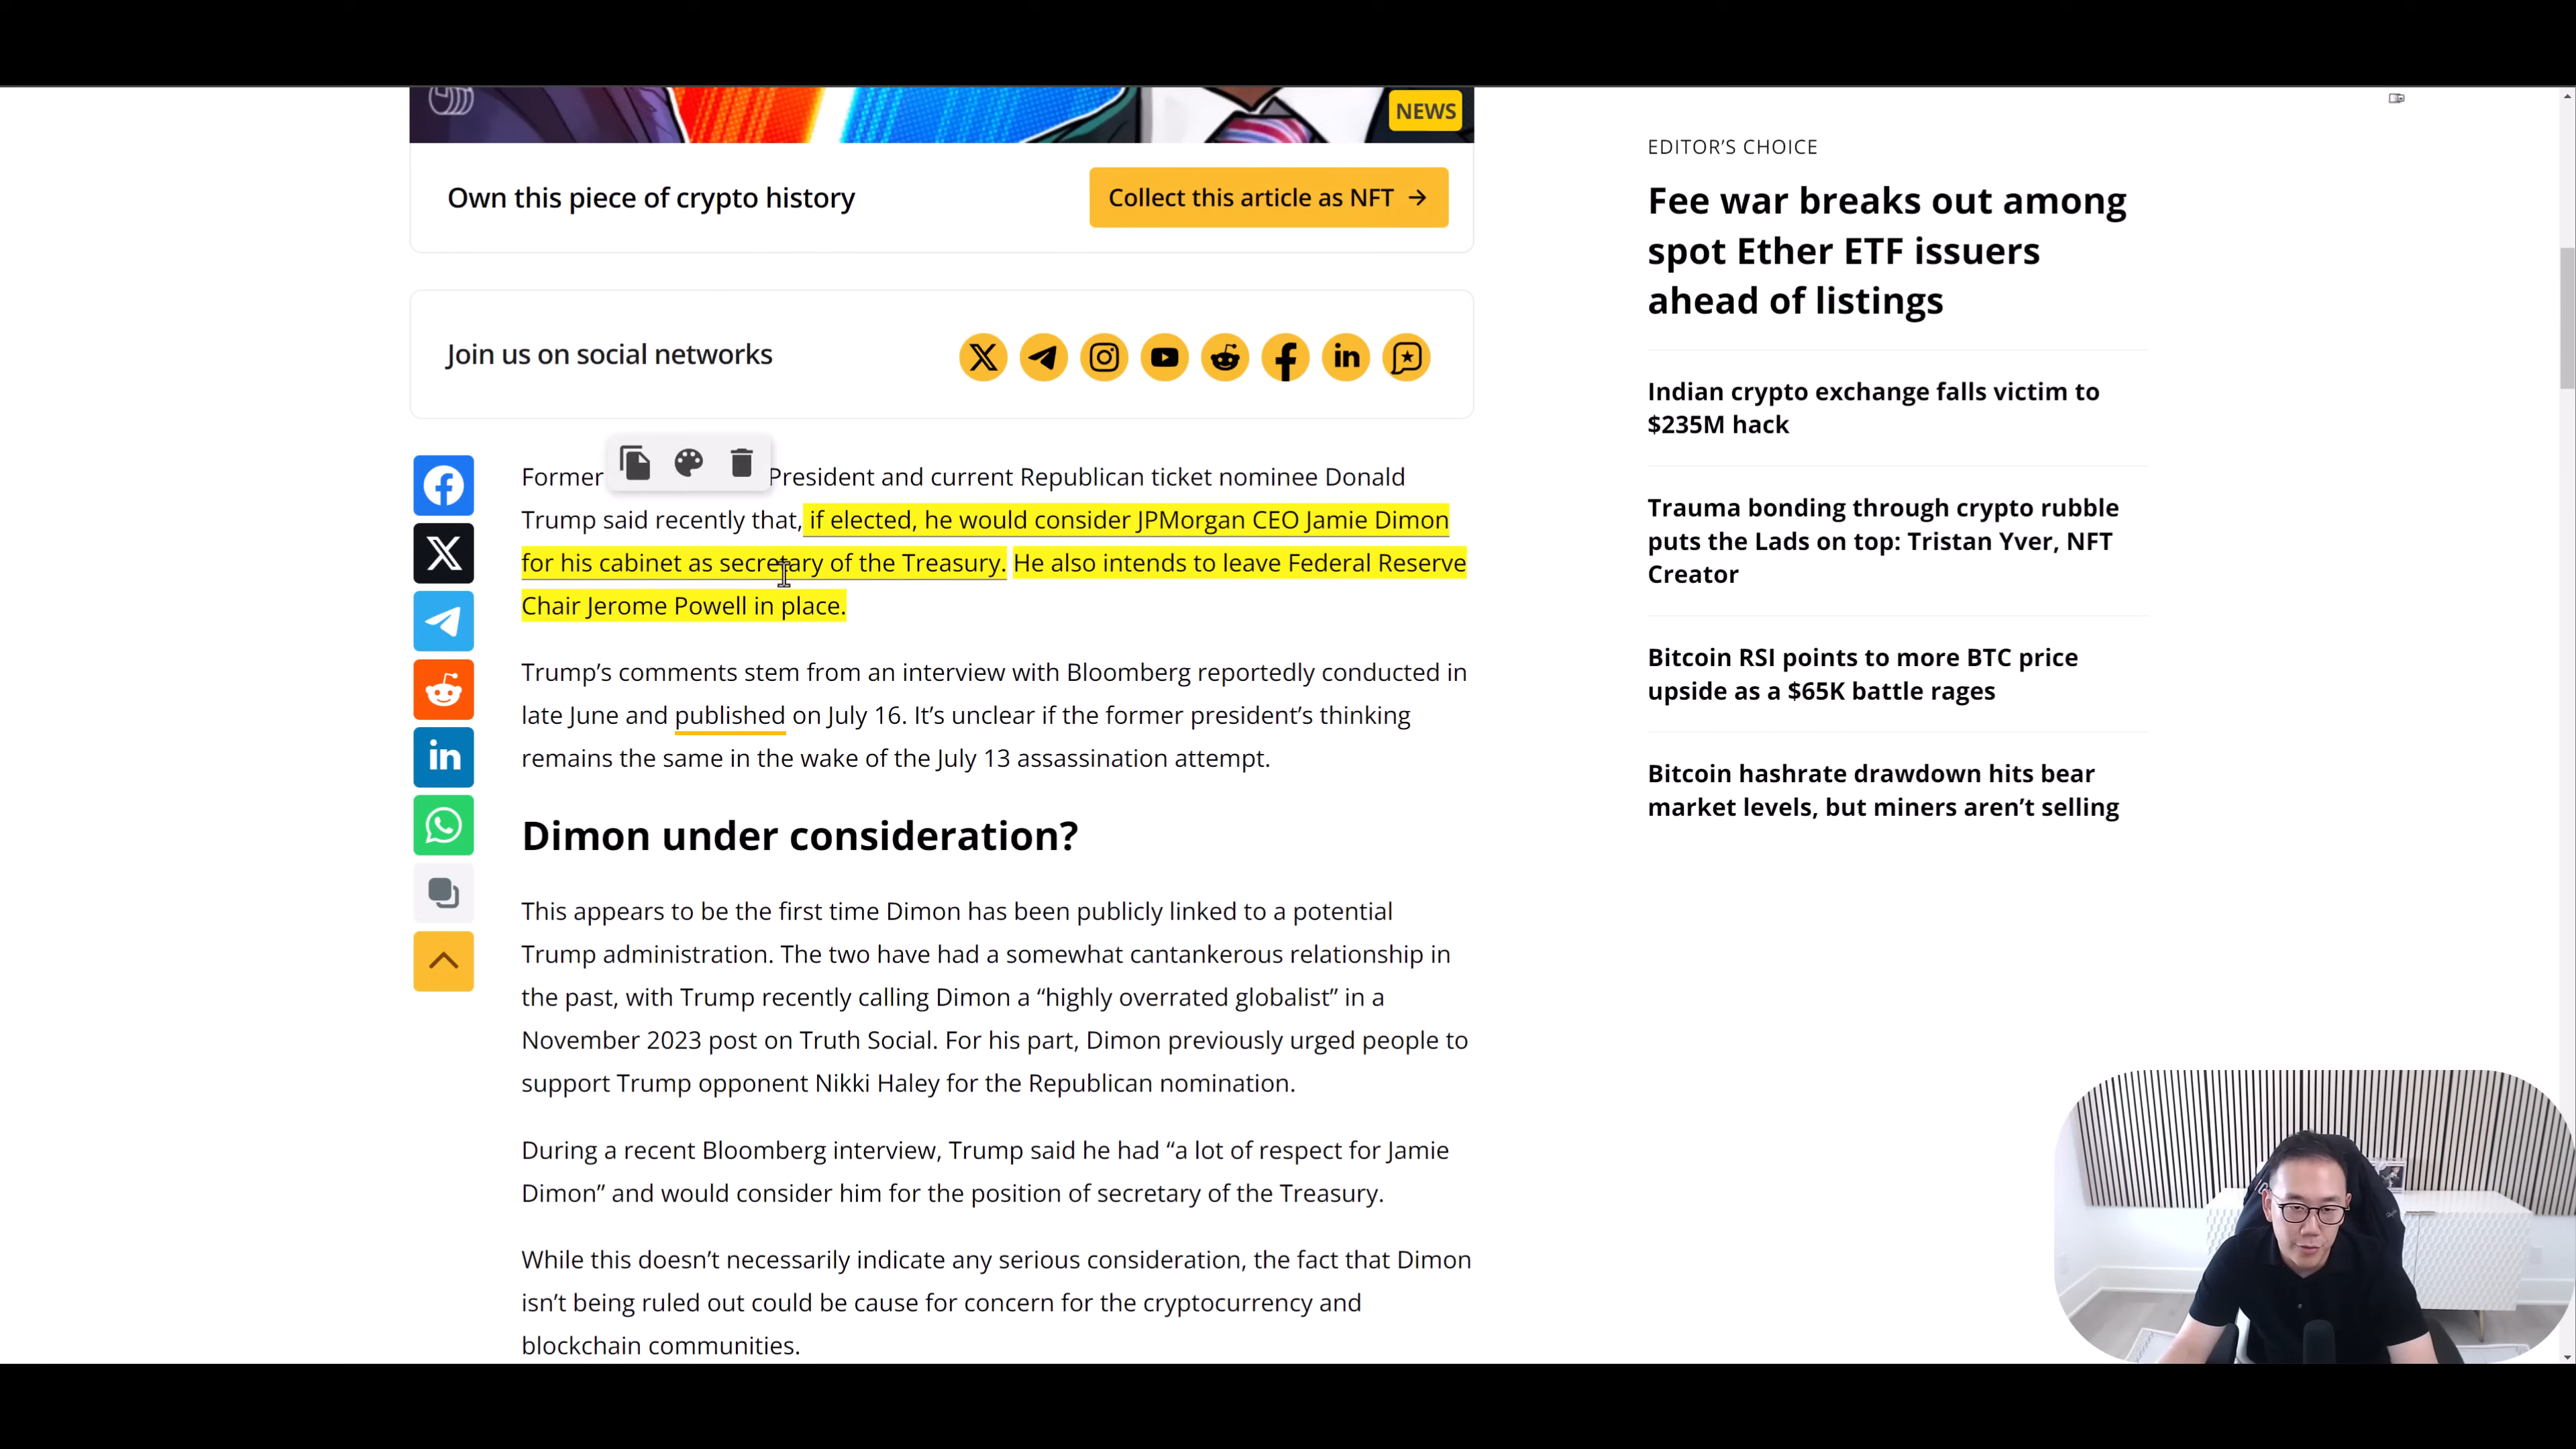 NEWS
Own this piece of crypto history
Collect this article as NFT →
Join us on social networks
Former President and current Republican ticket nominee Donald
Trump said recently that, if elected, he would consider JPMorgan CEO Jamie Dimon
for his cabinet as secretary of the Treasury. He also intends to leave Federal Reserve
Chair Jerome Powell in place.
Trump’s comments stem from an interview with Bloomberg reportedly conducted in
late June and published on July 16. It’s unclear if the former president’s thinking
remains the same in the wake of the July 13 assassination attempt.
Dimon under consideration?
This appears to be the first time Dimon has been publicly linked to a potential
Trump administration. The two have had a somewhat cantankerous relationship in
the past, with Trump recently calling Dimon a “highly overrated globalist” in a
November 2023 post on Truth Social. For his part, Dimon previously urged people to
support Trump opponent Nikki Haley for the Republican nomination.
During a recent Bloomberg interview, Trump said he had “a lot of respect for Jamie
Dimon” and would consider him for the position of secretary of the Treasury.
While this doesn’t necessarily indicate any serious consideration, the fact that Dimon
isn’t being ruled out could be cause for concern for the cryptocurrency and
blockchain communities.
EDITOR’S CHOICE
Fee war breaks out among
spot Ether ETF issuers
ahead of listings
Indian crypto exchange falls victim to
$235M hack
Trauma bonding through crypto rubble
puts the Lads on top: Tristan Yver, NFT
Creator
Bitcoin RSI points to more BTC price
upside as a $65K battle rages
Bitcoin hashrate drawdown hits bear
market levels, but miners aren’t selling